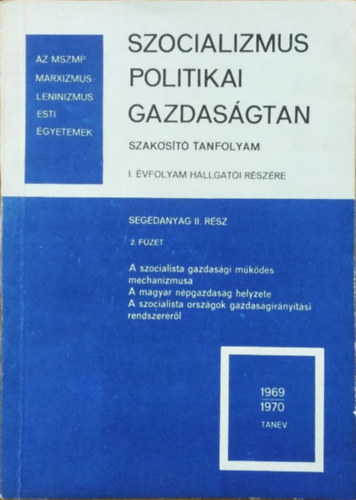 AZ MSZMP
MARXIZMUS-
LENINIZMUS
ESTI
EGYETEMEK
SZOCIALIZMUS
POLITIKAI
GAZDASÁGTAN
SZAKOSÍTÓ TANFOLYAM
I. ÉVFOLYAM HALLGATÓI RÉSZÉRE
SEGÉDANYAG II. RÉSZ
2. FÜZET
A szocialista gazdasági működés
mechanizmusa
A magyar népgazdaság helyzete
A szocialista országok gazdaságirányítási
rendszeréről
1969
1970
TANÉV